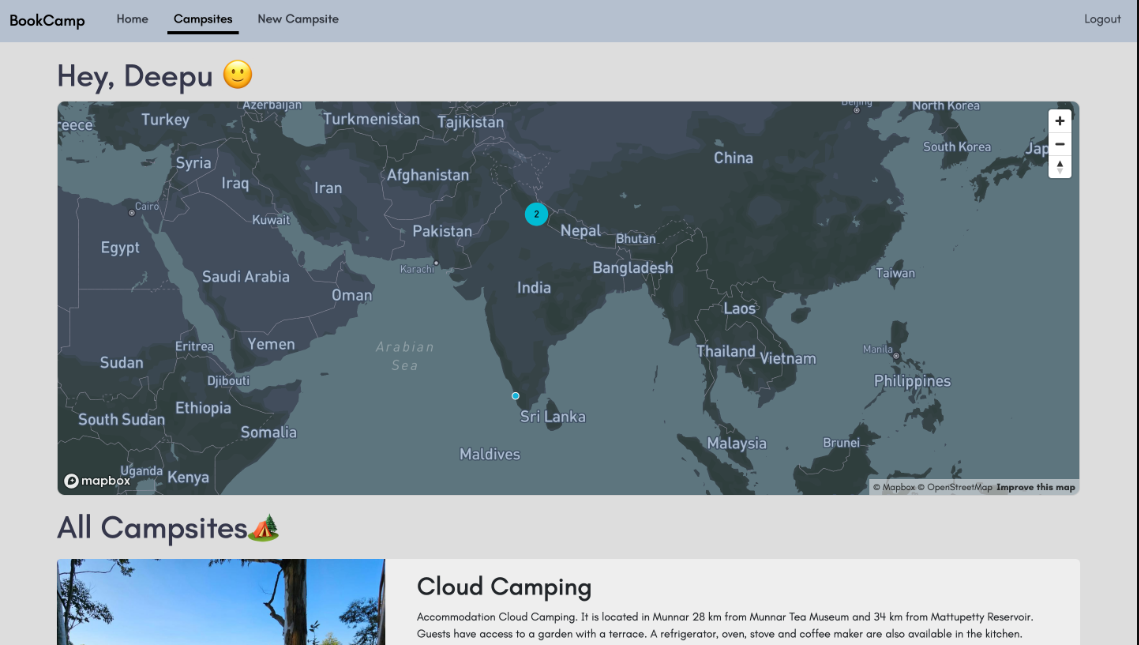 BookCamp Home Campsites New Campsite Logout
Hey, Deepu 🙂
Azerbaijan
Turkey Turkmenistan Tajikistan
Beijing North Korea
reece
South Korea Jap
China
Syria
Iraq Iran Afghanistan
Cairo
Kuwait
Egypt
Pakistan
2
Nepal
Bhutan
Karachi
Bangladesh
Saudi Arabia
Oman
India
Taiwan
Laos
Eritrea Yemen
Arabian
Sea
Sudan
Thailand Vietnam
Manila
Djibouti
Philippines
Ethiopia
South Sudan
Somalia
Sri Lanka
Maldives
Malaysia
Brunei
Uganda
Kenya
mapbox
© Mapbox © OpenStreetMap Improve this map
All Campsites🏕️
Cloud Camping
Accommodation Cloud Camping. It is located in Munnar 28 km from Munnar Tea Museum and 34 km from Mattupetty Reservoir.
Guests have access to a garden with a terrace. A refrigerator, oven, stove and coffee maker are also available in the kitchen.